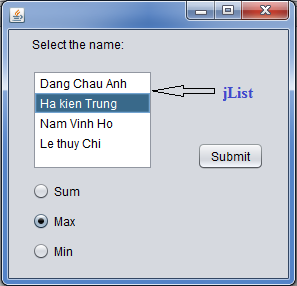 Select the name:
Dang Chau Anh
Ha kien Trung
Nam Vinh Ho
Le thuy Chi
jList
Submit
Sum
Max
Min